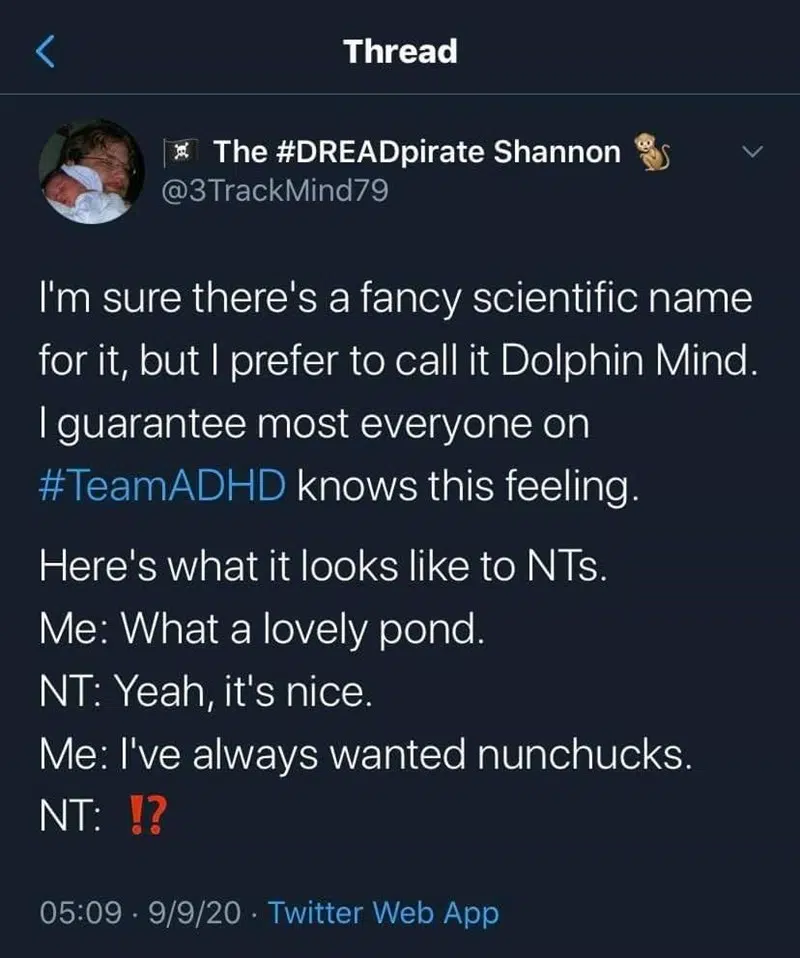 Thread
🏴‍☠️ The #DREADpirate Shannon 🐒
@3TrackMind79
I'm sure there's a fancy scientific name
for it, but I prefer to call it Dolphin Mind.
I guarantee most everyone on
#TeamADHD knows this feeling.
Here's what it looks like to NTs.
Me: What a lovely pond.
NT: Yeah, it's nice.
Me: I've always wanted nunchucks.
NT: ⁉️
05:09 · 9/9/20 · Twitter Web App